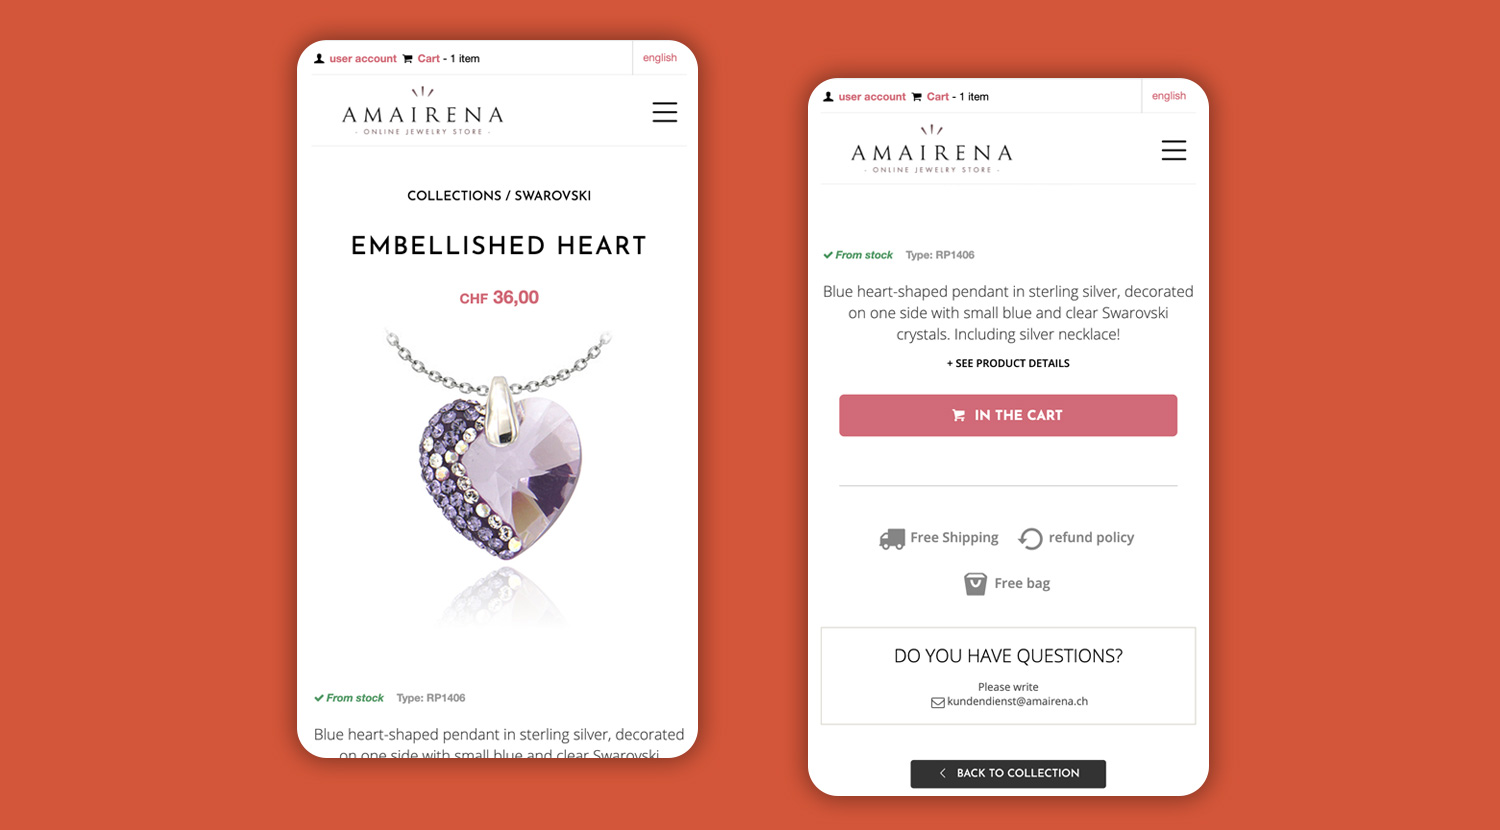 user account Cart - 1 item
english
AMAIRENA
- ONLINE JEWELRY STORE -
COLLECTIONS / SWAROVSKI
EMBELLISHED HEART
CHF 36,00
From stock Type: RP1406
Blue heart-shaped pendant in sterling silver, decorated
on one side with small blue and clear Swarovski
user account Cart - 1 item
english
AMAIRENA
- ONLINE JEWELRY STORE -
From stock Type: RP1406
Blue heart-shaped pendant in sterling silver, decorated
on one side with small blue and clear Swarovski
crystals. Including silver necklace!
+ SEE PRODUCT DETAILS
IN THE CART
Free Shipping refund policy
Free bag
DO YOU HAVE QUESTIONS?
Please write
kundendienst@amairena.ch
BACK TO COLLECTION